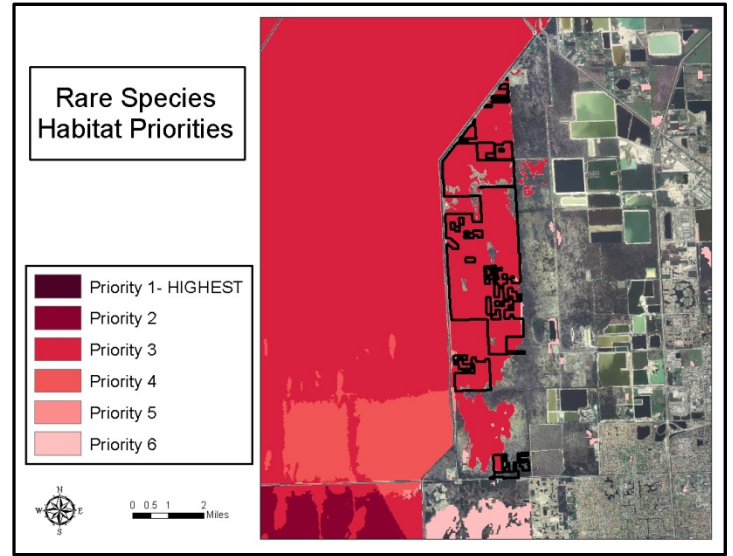 Rare Species
Habitat Priorities
Priority 1- HIGHEST
Priority 2
Priority 3
Priority 4
Priority 5
Priority 6
N
W E
S
0 0.5 1 2
Miles